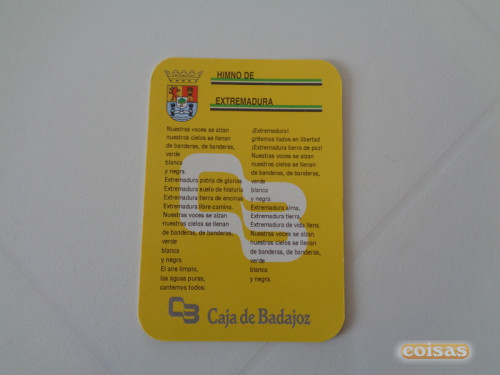 HIMNO DE
EXTREMADURA
Nuestras voces se alzan
nuestros cielos se llenan
de banderas, de banderas,
verde
blanca
y negra.
Extremadura patria de glorias
Extremadura suelo de historia
Extremadura tierra de encinas
Extremadura libre camina.
Nuestras voces se alzan
nuestros cielos se llenan
de banderas, de banderas,
verde
blanca
y negra.
El aire limpio,
las aguas puras,
cantemos todos:
¡Extremadura!
gritemos todos en libertad
¡Extremadura tierra de paz!
Nuestras voces se alzan
nuestros cielos se llenan
de banderas, de banderas,
verde
blanca
y negra.
Extremadura alma,
Extremadura tierra,
Extremadura de vida llena.
Nuestras voces se alzan
nuestros cielos se llenan
de banderas, de banderas,
verde
blanca
y negra.
Caja de Badajoz
coisas